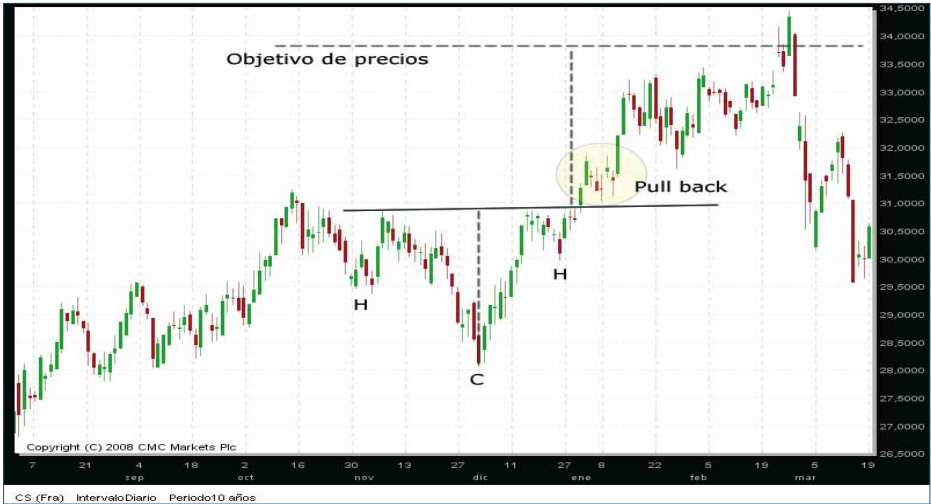 34,5000
34,0000
Objetivo de precios
33,5000
33,0000
32,5000
32,0000
31,5000
Pull back
31,0000
30,5000
30,0000
H
H
29,5000
29,0000
28,5000
28,0000
C
27,5000
27,0000
Copyright (C) 2008 CMC Markets Plc
26,5000
7 21 4 18 2 16 30 13 27 11 27 8 22 5 19 5 19
sep oct nov dic ene feb mar
CS (Fra) IntervaloDiario Periodo10 años